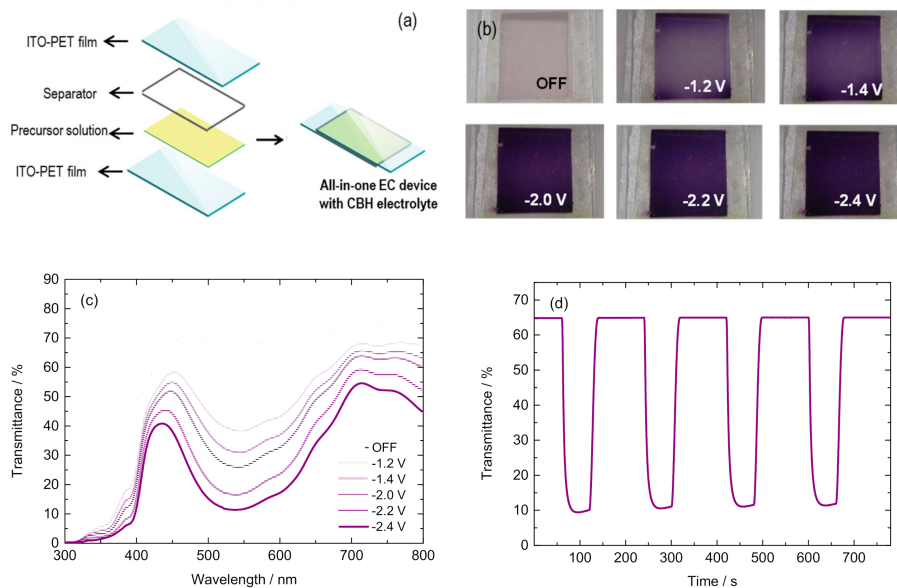 (a)
ITO-PET film
Separator
Precursor solution
ITO-PET film
All-in-one EC device
with CBH electrolyte
(b)
OFF
-1.2 V
-1.4 V
-2.0 V
-2.2 V
-2.4 V
(c)
Transmittance / %
90
80
70
60
50
40
30
20
10
0
300 400 500 600 700 800
Wavelength / nm
OFF
-1.2 V
-1.4 V
-2.0 V
-2.2 V
-2.4 V
(d)
Transmittance / %
70
60
50
40
30
20
10
0
100 200 300 400 500 600 700
Time / s